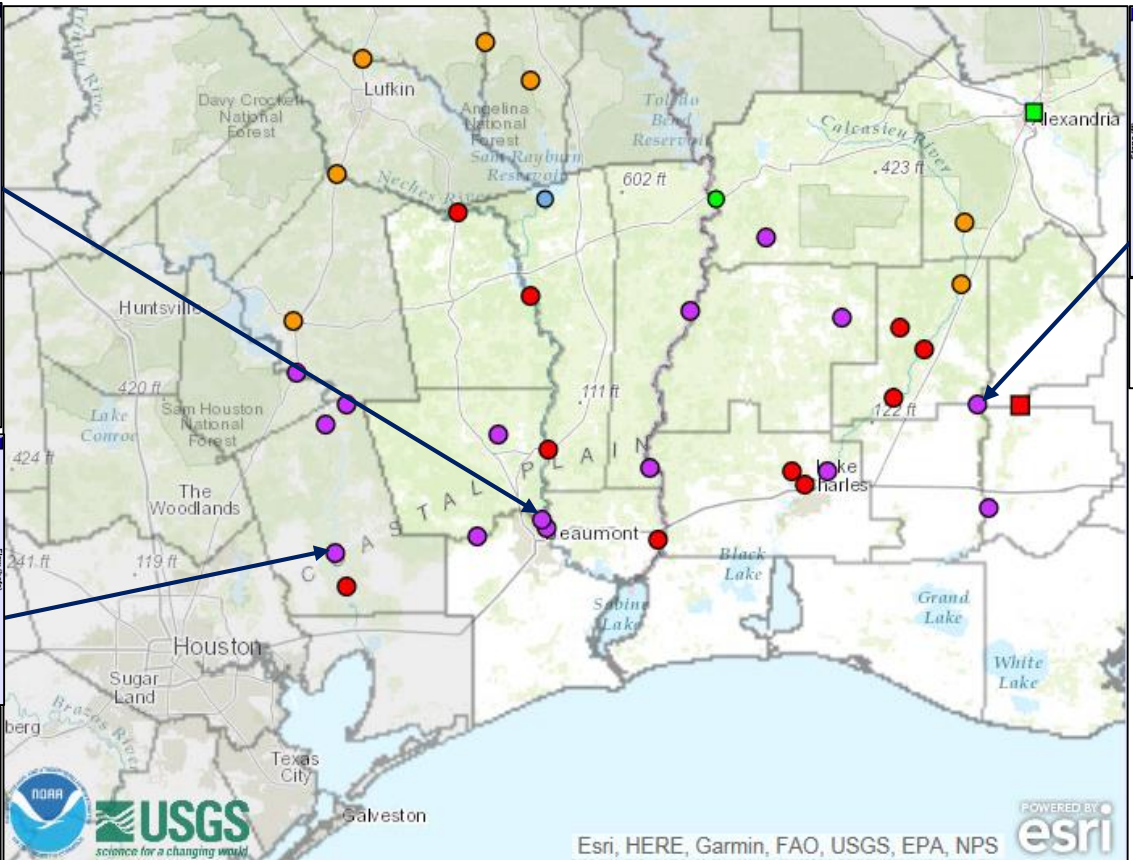 Trinity River
Lufkin
Davy Crockett
National
Forest
Angelina
National
Forest
Sam Rayburn
Reservoir
Toledo
Bend
Reservoir
Neches River
602 ft
Calcasieu River
423 ft
Alexandria
Huntsville
420 ft
Lake
Conroe
Sam Houston
National
Forest
111 ft
122 ft
424 ft
The
Woodlands
COASTAL PLAIN
Lake
Charles
Beaumont
241 ft
119 ft
Black
Lake
Sabine
Lake
Grand
Lake
White
Lake
Houston
Sugar
Land
Brazos River
berg
Texas
City
Galveston
NOAA
USGS
science for a changing world
Esri, HERE, Garmin, FAO, USGS, EPA, NPS
POWERED BY
esri